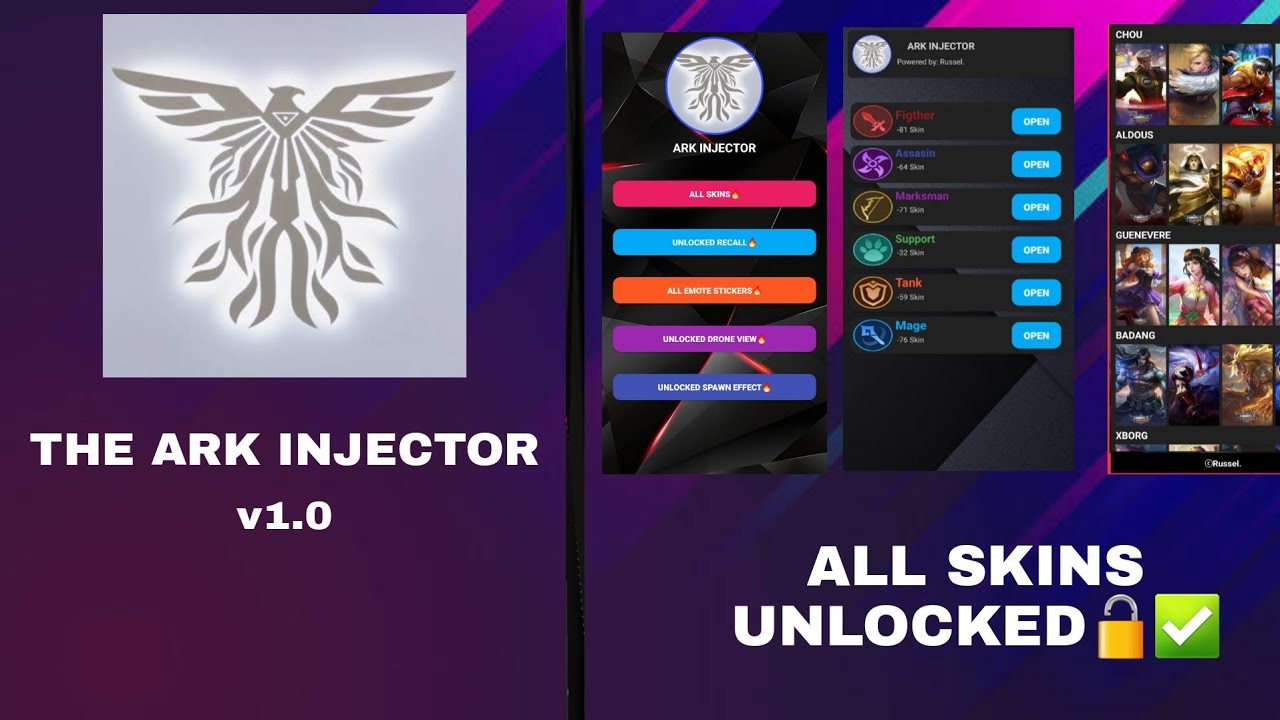 THE ARK INJECTOR
v1.0
ARK INJECTOR
ALL SKINS🔥
UNLOCKED RECALL🔥
ALL EMOTE STICKERS🔥
UNLOCKED DRONE VIEW🔥
UNLOCKED SPAWN EFFECT🔥
ARK INJECTOR
Powered by: Russel.
Figther
-81 Skin
OPEN
Assasin
-64 Skin
OPEN
Marksman
-71 Skin
OPEN
Support
-32 Skin
OPEN
Tank
-59 Skin
OPEN
Mage
-76 Skin
OPEN
CHOU
ALDOUS
GUENEVERE
BADANG
XBORG
©Russel.
ALL SKINS
UNLOCKED🔓✅